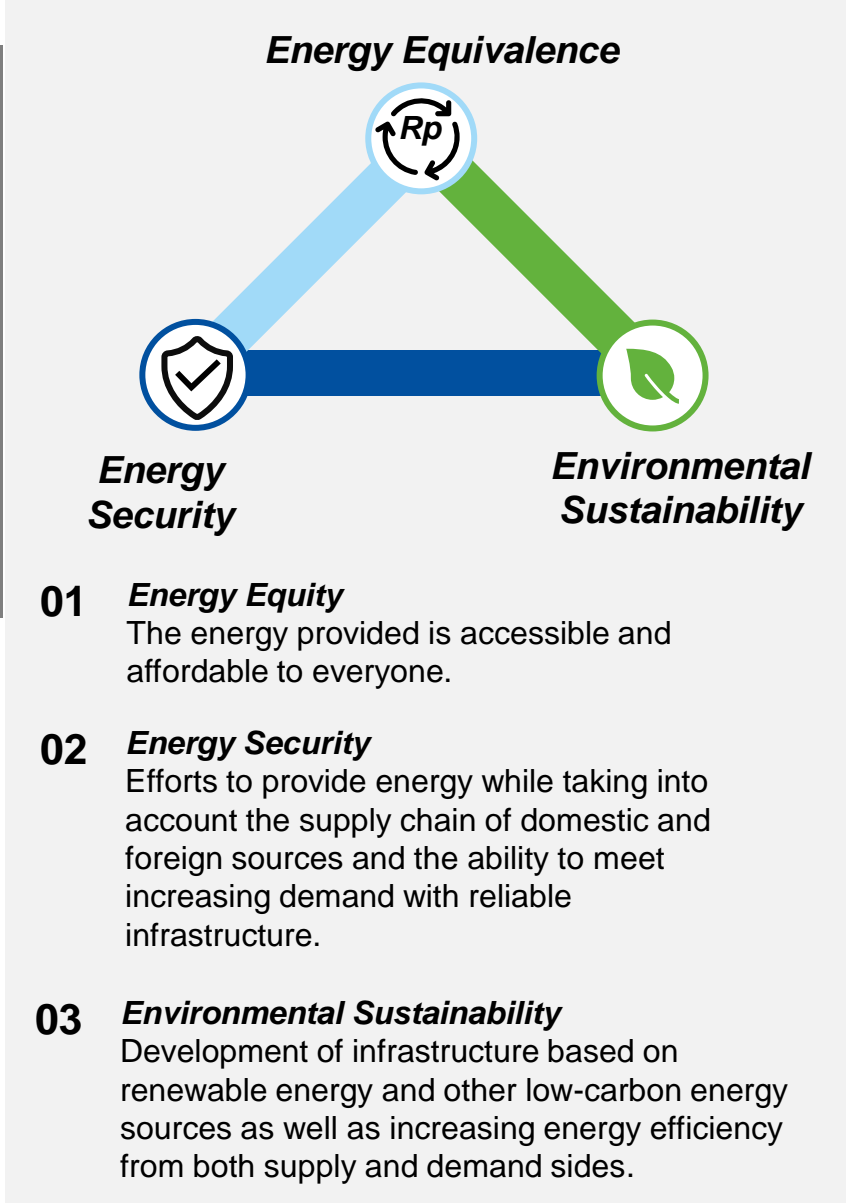 Energy Equivalence
Rp
Energy
Security
Environmental
Sustainability
01
Energy Equity
The energy provided is accessible and
affordable to everyone.
02
Energy Security
Efforts to provide energy while taking into
account the supply chain of domestic and
foreign sources and the ability to meet
increasing demand with reliable
infrastructure.
03
Environmental Sustainability
Development of infrastructure based on
renewable energy and other low-carbon energy
sources as well as increasing energy efficiency
from both supply and demand sides.